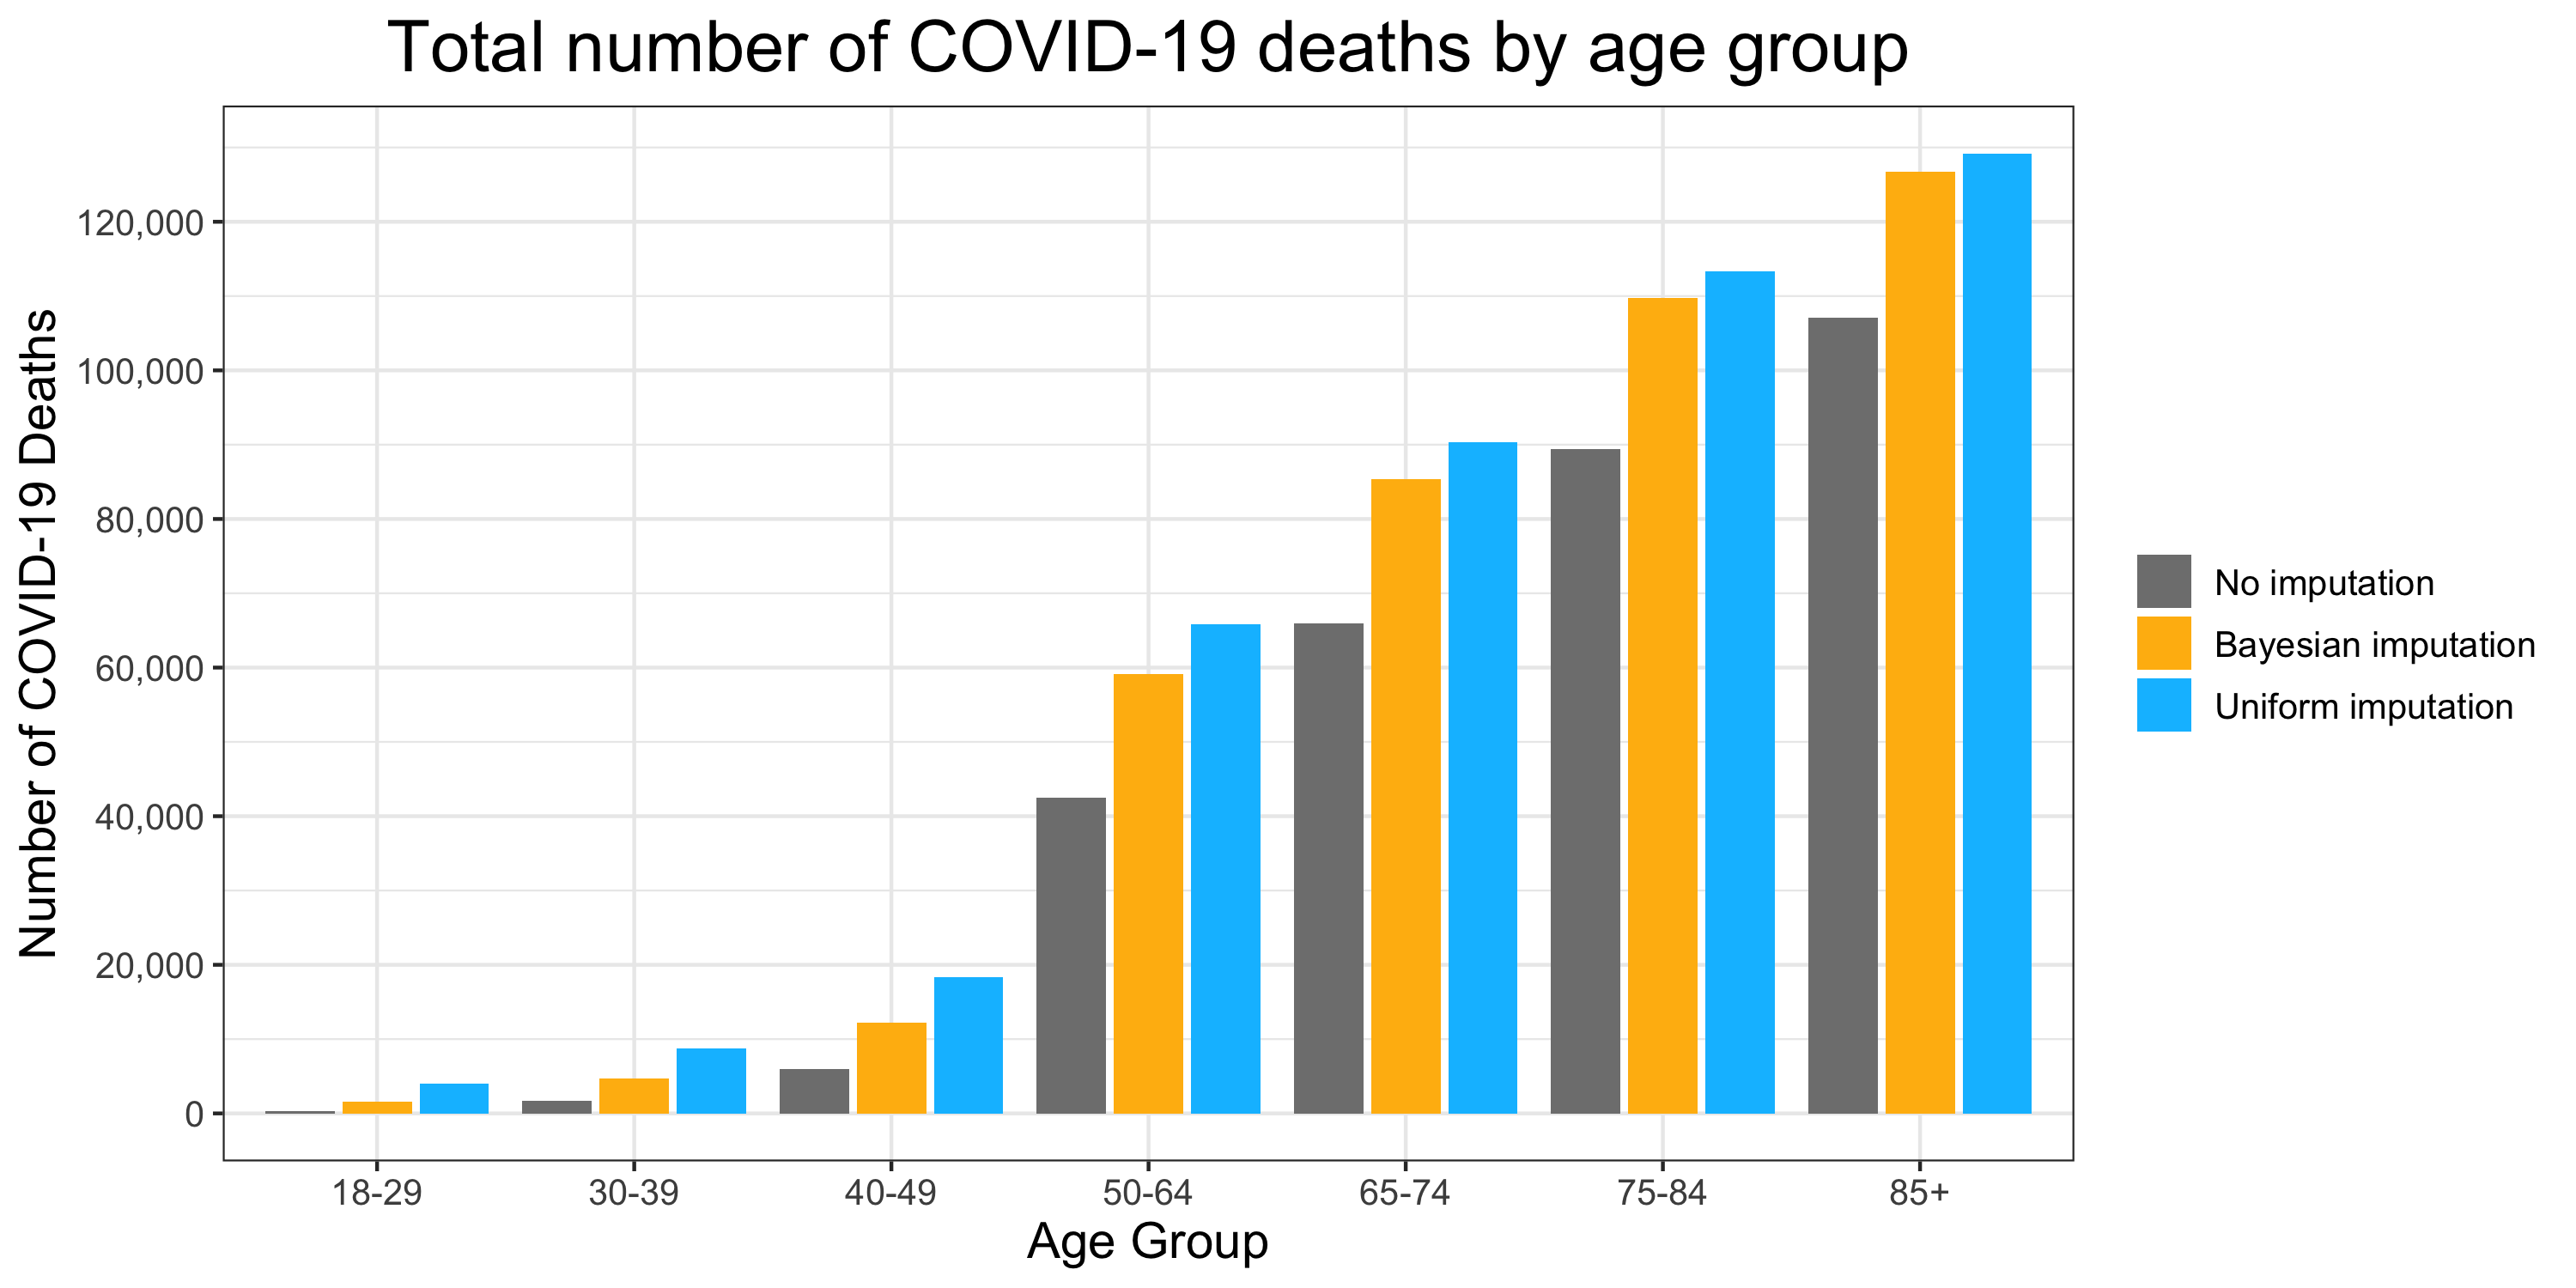 Total number of COVID-19 deaths by age group
Number of COVID-19 Deaths
120,000
100,000
80,000
60,000
40,000
20,000
0
18-29
30-39
40-49
50-64
65-74
75-84
85+
Age Group
No imputation
Bayesian imputation
Uniform imputation